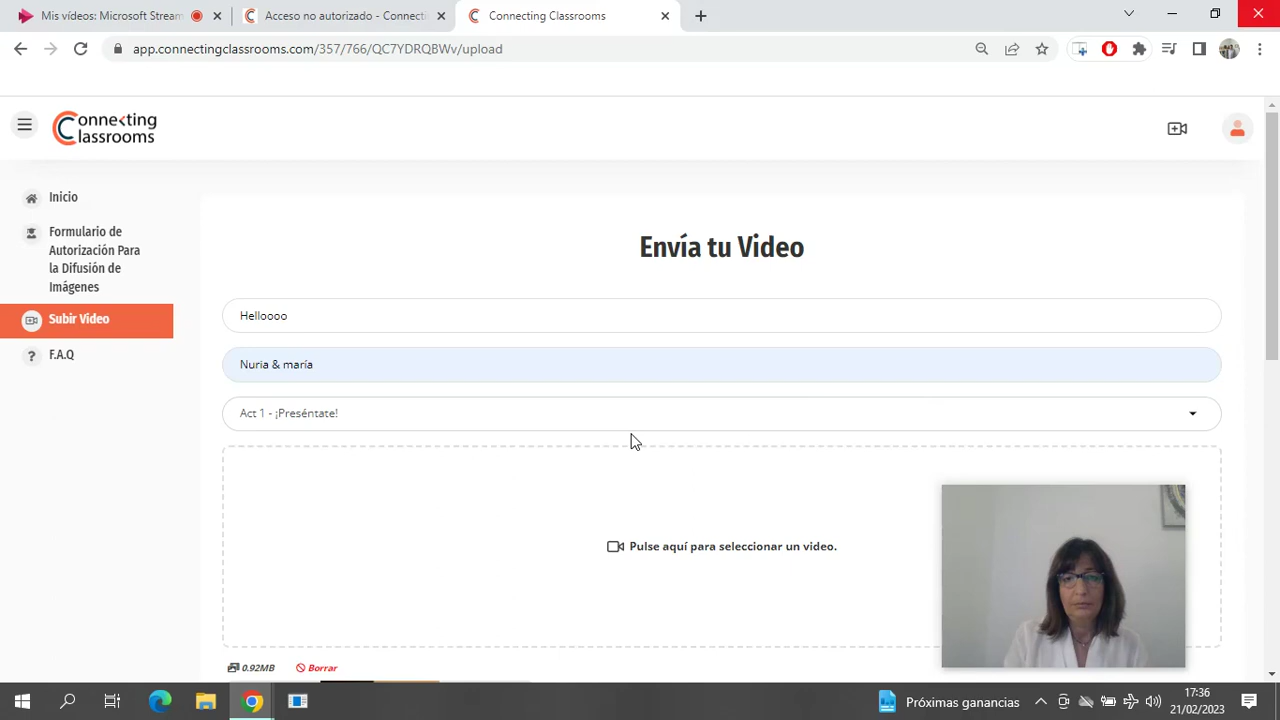 Mis vídeos: Microsoft Stream
Acceso no autorizado - Connecti
Connecting Classrooms
app.connectingclassrooms.com/357/766/QC7YDRQBWv/upload
Conne<ting
Classrooms
Inicio
Formulario de
Autorización Para
la Difusión de
Imágenes
Subir Video
F.A.Q
Envía tu Video
Helloooo
Nuria & maría
Act 1 - ¡Preséntate!
Pulse aquí para seleccionar un video.
0.92MB
Borrar
Próximas ganancias
17:36
21/02/2023